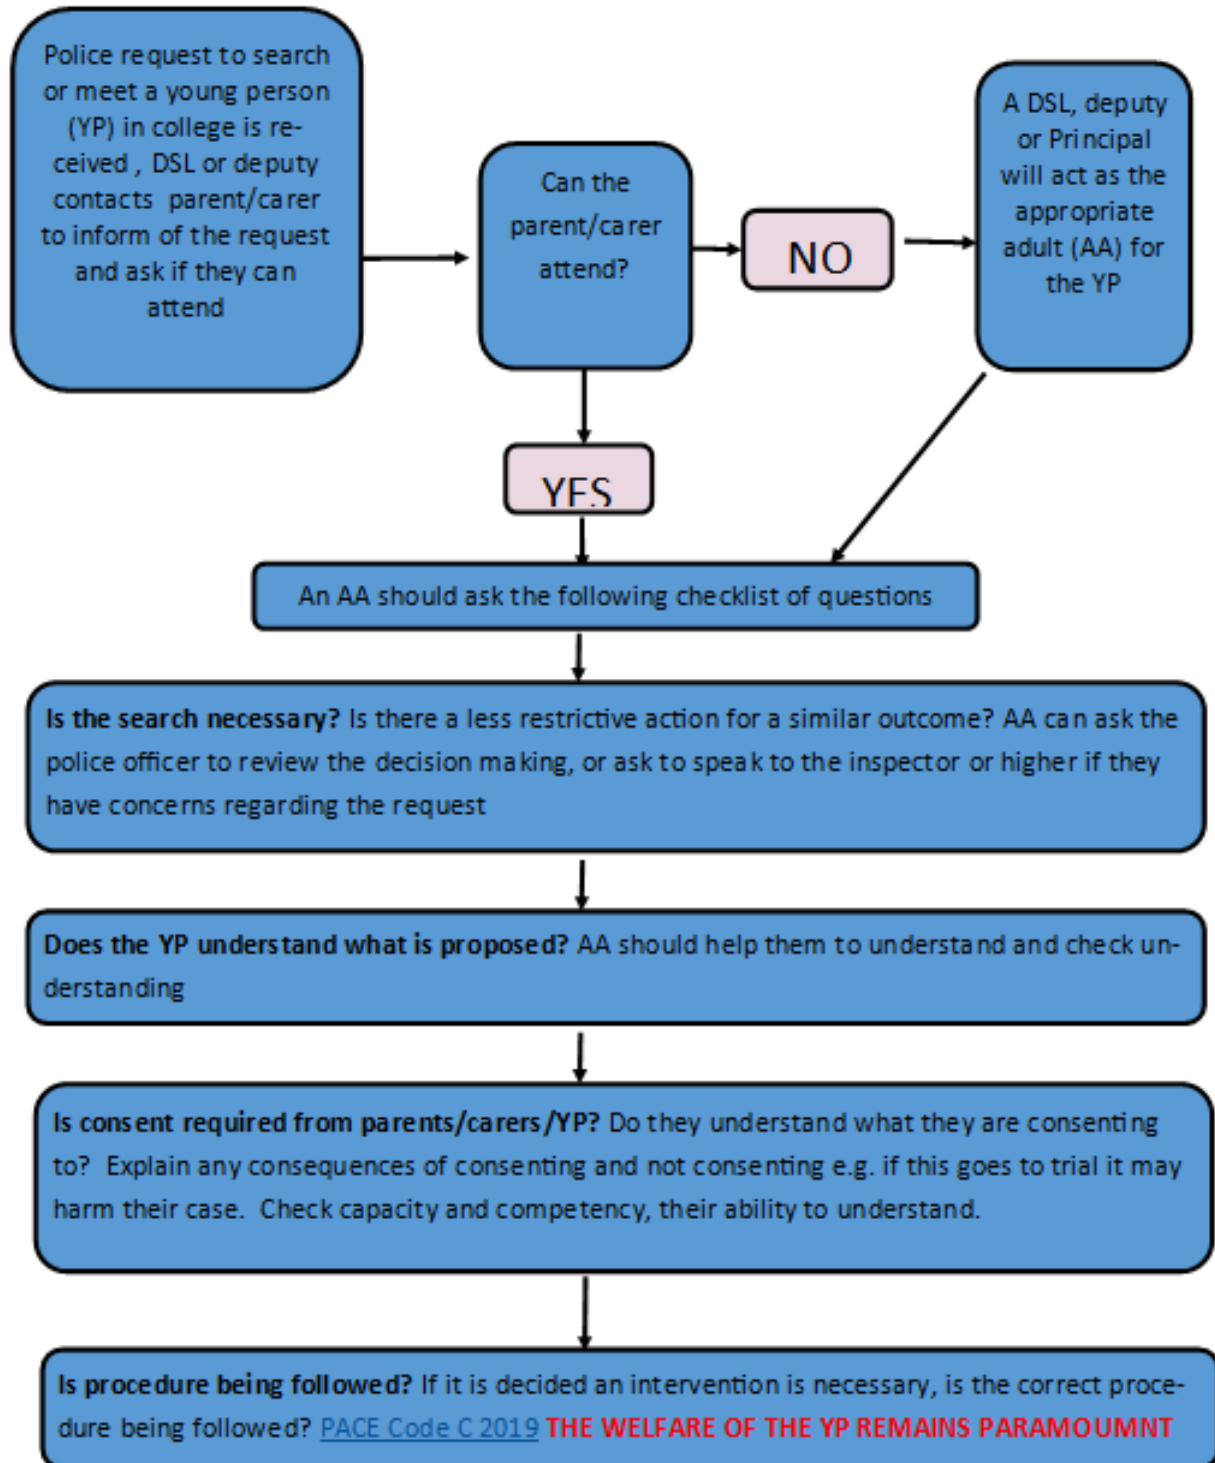 Police request to search
or meet a young person
(YP) in college is re-
ceived , DSL or deputy
contacts parent/carer
to inform of the request
and ask if they can
attend
Can the
parent/carer
attend?
NO
A DSL, deputy
or Principal
will act as the
appropriate
adult (AA) for
the YP
YES
An AA should ask the following checklist of questions
Is the search necessary? Is there a less restrictive action for a similar outcome? AA can ask the
police officer to review the decision making, or ask to speak to the inspector or higher if they
have concerns regarding the request
Does the YP understand what is proposed? AA should help them to understand and check un-
derstanding
Is consent required from parents/carers/YP? Do they understand what they are consenting
to? Explain any consequences of consenting and not consenting e.g. if this goes to trial it may
harm their case. Check capacity and competency, their ability to understand.
Is procedure being followed? If it is decided an intervention is necessary, is the correct proce-
dure being followed? PACE Code C 2019 THE WELFARE OF THE YP REMAINS PARAMOUMNT